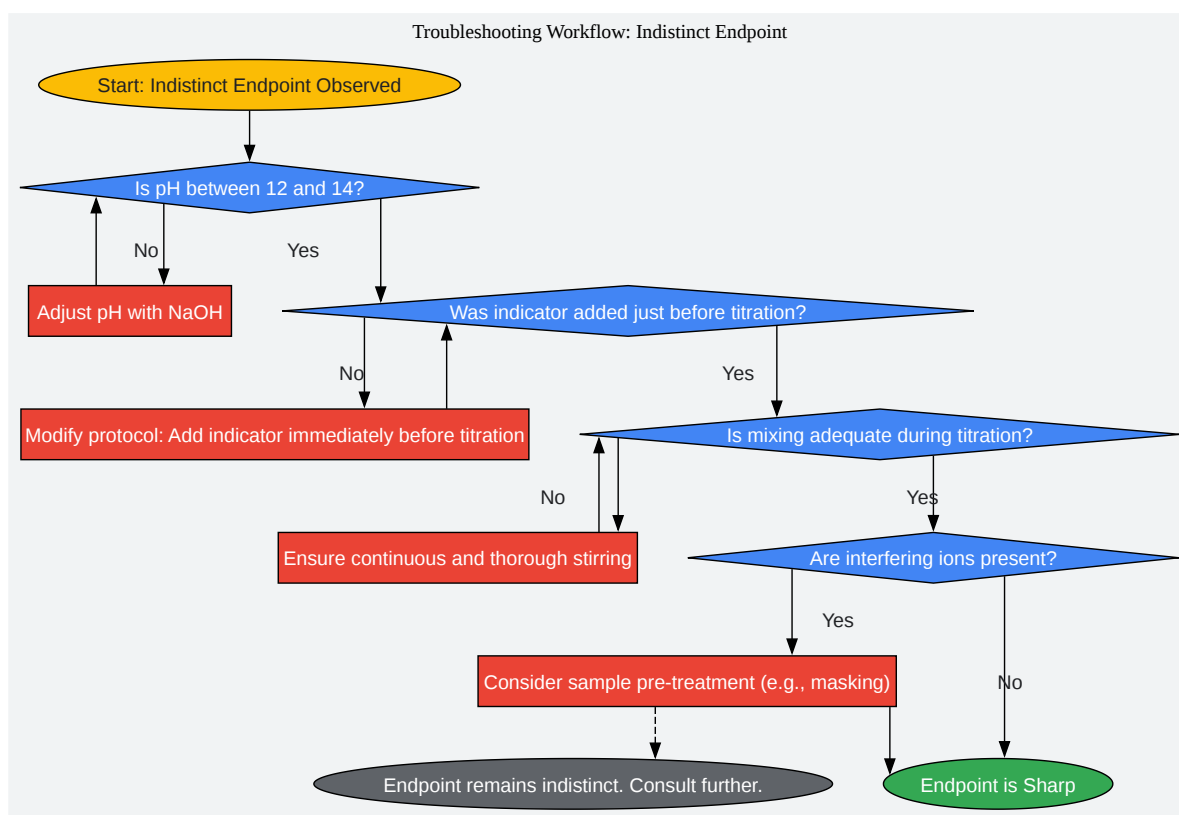 Troubleshooting Workflow: Indistinct Endpoint
Start: Indistinct Endpoint Observed
Is pH between 12 and 14?
No
Yes
Adjust pH with NaOH
Was indicator added just before titration?
No
Yes
Modify protocol: Add indicator immediately before titration
Is mixing adequate during titration?
No
Yes
Ensure continuous and thorough stirring
Are interfering ions present?
Yes
Consider sample pre-treatment (e.g., masking)
No
Endpoint remains indistinct. Consult further.
Endpoint is Sharp